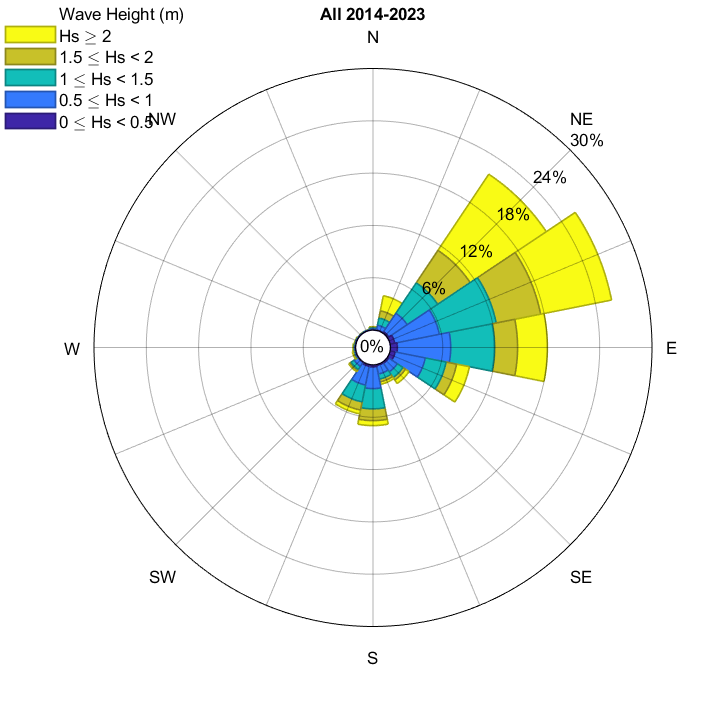 All 2014-2023
Wave Height (m)
Hs ≥ 2
1.5 ≤ Hs < 2
1 ≤ Hs < 1.5
0.5 ≤ Hs < 1
0 ≤ Hs < 0.5
N
NW
NE
30%
24%
18%
12%
6%
0%
W
E
SW
SE
S